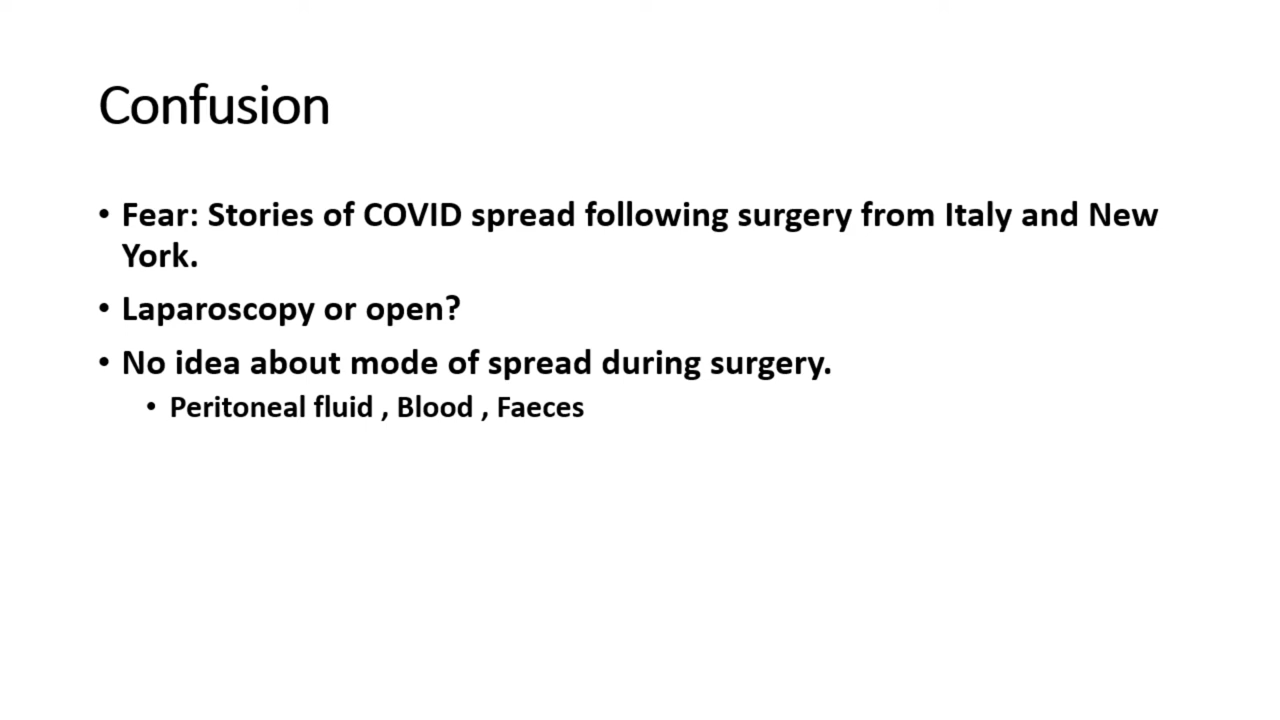 Confusion
• Fear: Stories of COVID spread following surgery from Italy and New
York.
• Laparoscopy or open?
• No idea about mode of spread during surgery.
• Peritoneal fluid , Blood , Faeces